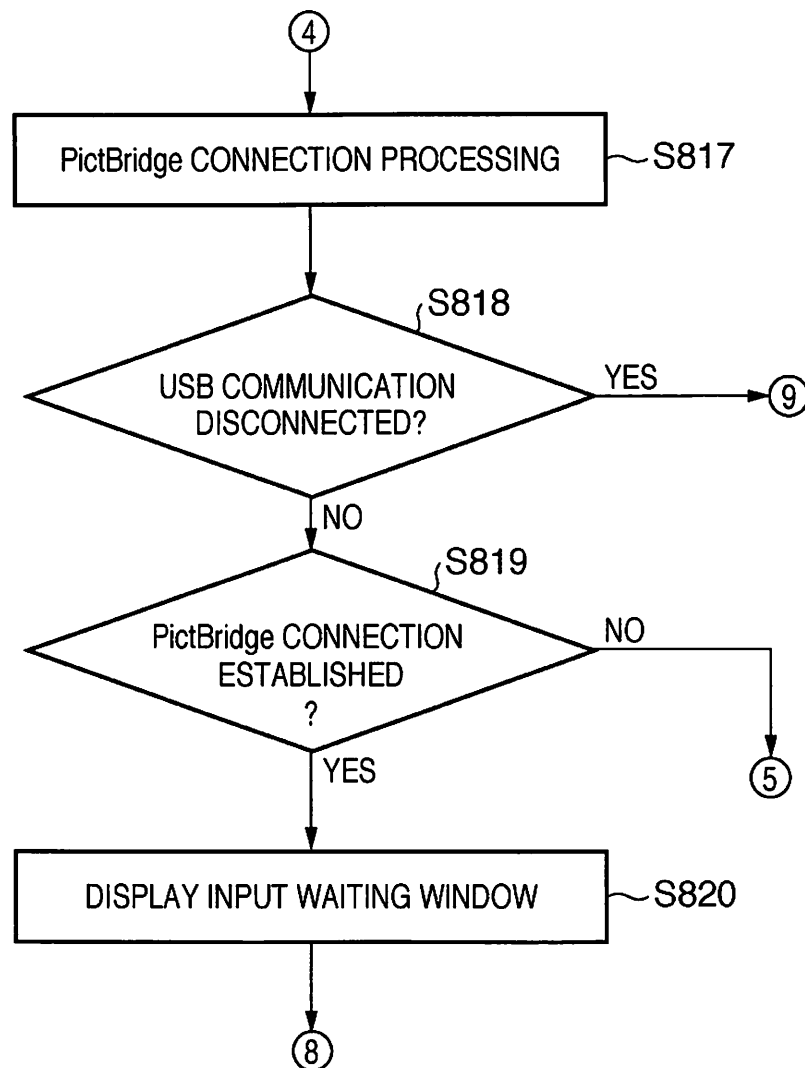 4
PictBridge CONNECTION PROCESSING
S817
S818
USB COMMUNICATION
DISCONNECTED?
YES
9
NO
S819
PictBridge CONNECTION
ESTABLISHED
?
NO
5
YES
DISPLAY INPUT WAITING WINDOW
S820
8